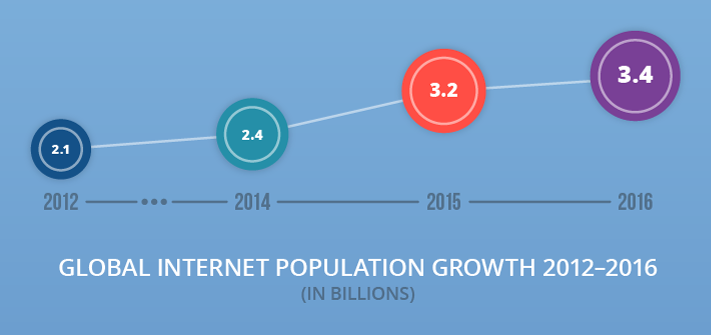 3.4
3.2
2.4
2.1
2012 2014 2015 2016
GLOBAL INTERNET POPULATION GROWTH 2012–2016
(IN BILLIONS)